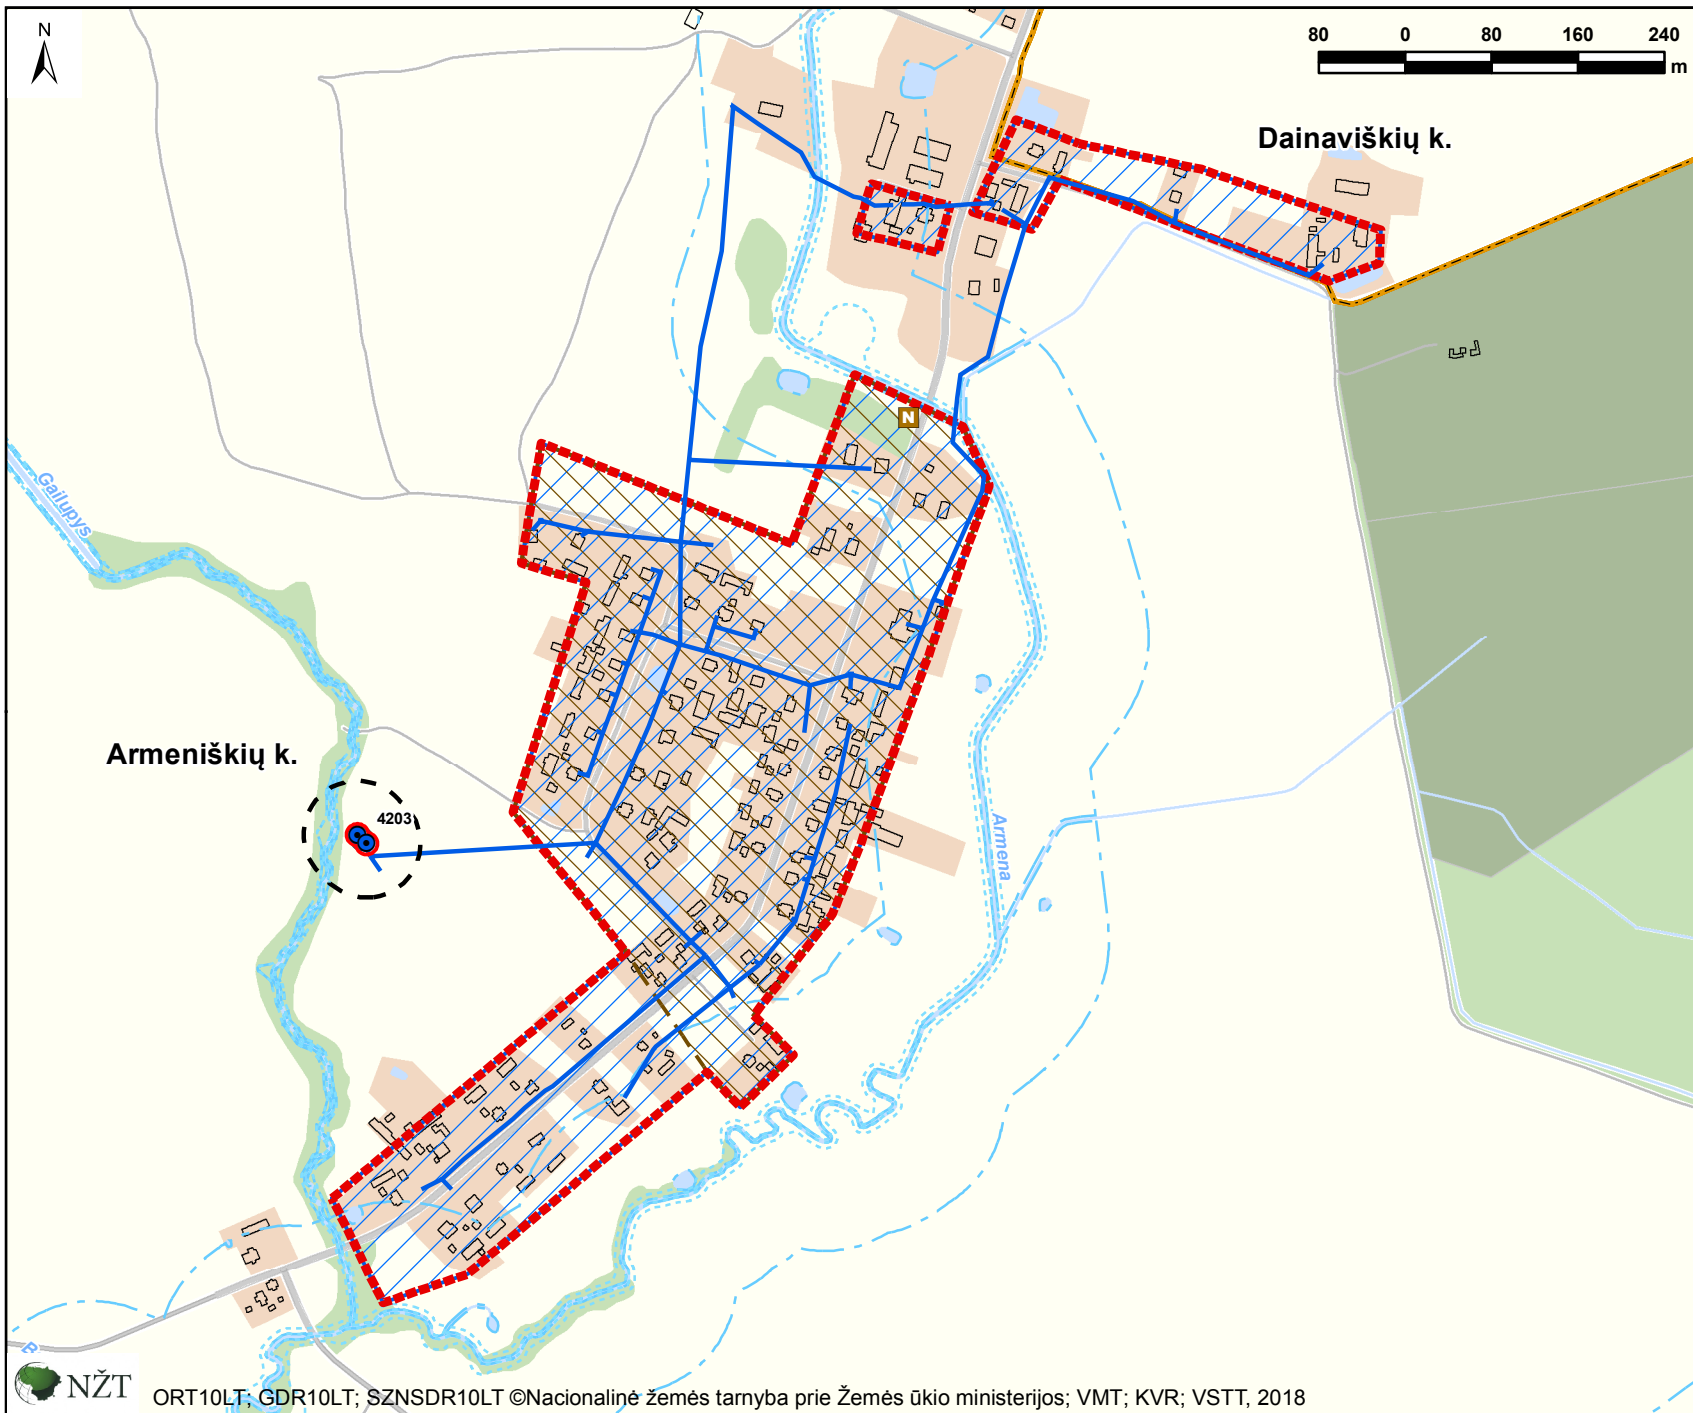 N
80 0 80 160 240
m
Dainaviškių k.
N
Gailupys
Armeniškių k.
4203
Armena
NŽT
ORT10LT; GDR10LT; SZNSDR10LT ©Nacionalinė žemės tarnyba prie Žemės ūkio ministerijos; VMT; KVR; VSTT, 2018